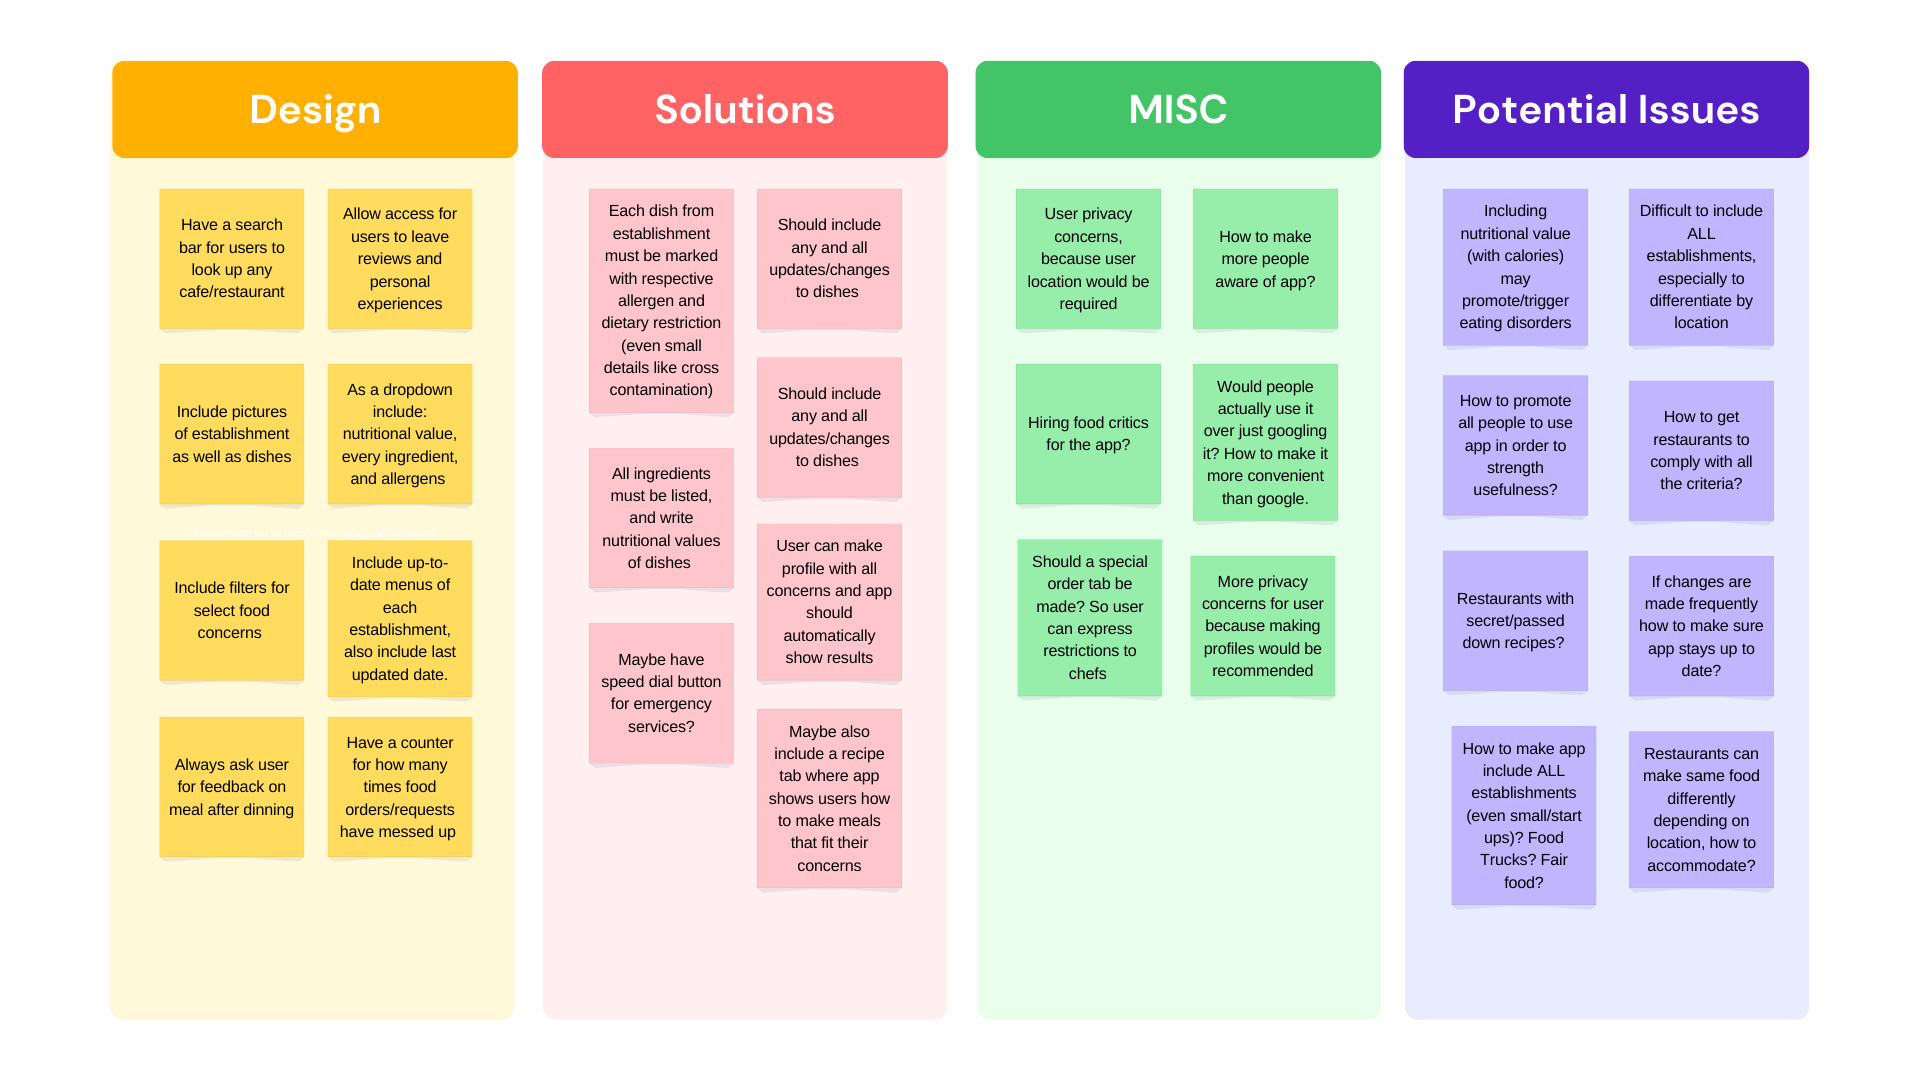 Design
Have a search
bar for users to
look up any
cafe/restaurant
Allow access for
users to leave
reviews and
personal
experiences
Include pictures
of establishment
as well as dishes
As a dropdown
include:
nutritional value,
every ingredient,
and allergens
Include filters for
select food
concerns
Include up-to-
date menus of
each
establishment,
also include last
updated date.
Always ask user
for feedback on
meal after dinning
Have a counter
for how many
times food
orders/requests
have messed up
Solutions
Each dish from
establishment
must be marked
with respective
allergen and
dietary restriction
(even small
details like cross
contamination)
Should include
any and all
updates/changes
to dishes
Should include
any and all
updates/changes
to dishes
All ingredients
must be listed,
and write
nutritional values
of dishes
User can make
profile with all
concerns and app
should
automatically
show results
Maybe have
speed dial button
for emergency
services?
Maybe also
include a recipe
tab where app
shows users how
to make meals
that fit their
concerns
MISC
User privacy
concerns,
because user
location would be
required
How to make
more people
aware of app?
Hiring food critics
for the app?
Would people
actually use it
over just googling
it? How to make it
more convenient
than google.
Should a special
order tab be
made? So user
can express
restrictions to
chefs
More privacy
concerns for user
because making
profiles would be
recommended
Potential Issues
Including
nutritional value
(with calories)
may
promote/trigger
eating disorders
Difficult to include
ALL
establishments,
especially to
differentiate by
location
How to promote
all people to use
app in order to
strength
usefulness?
How to get
restaurants to
comply with all
the criteria?
Restaurants with
secret/passed
down recipes?
If changes are
made frequently
how to make sure
app stays up to
date?
How to make app
include ALL
establishments
(even small/start
ups)? Food
Trucks? Fair
food?
Restaurants can
make same food
differently
depending on
location, how to
accommodate?